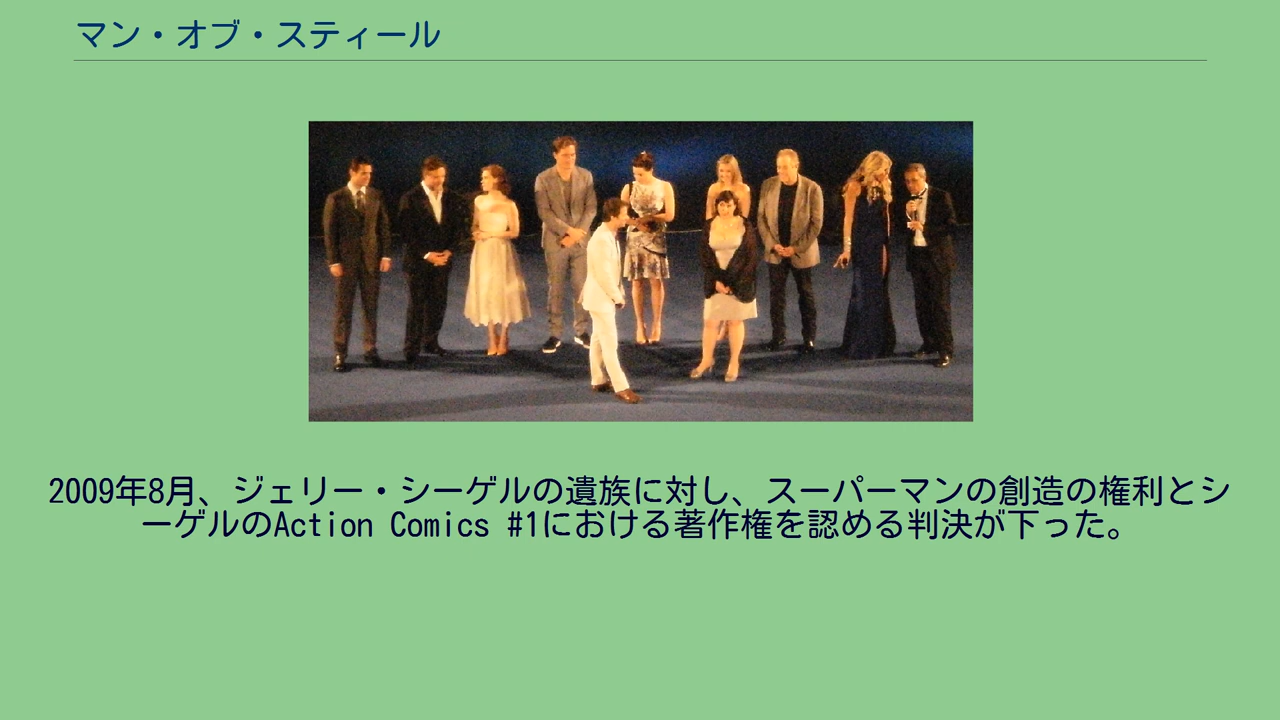 マン・オブ・スティール
2009年8月、ジェリー・シーゲルの遺族に対し、スーパーマンの創造の権利とシ
ーゲルのAction Comics #1における著作権を認める判決が下った。